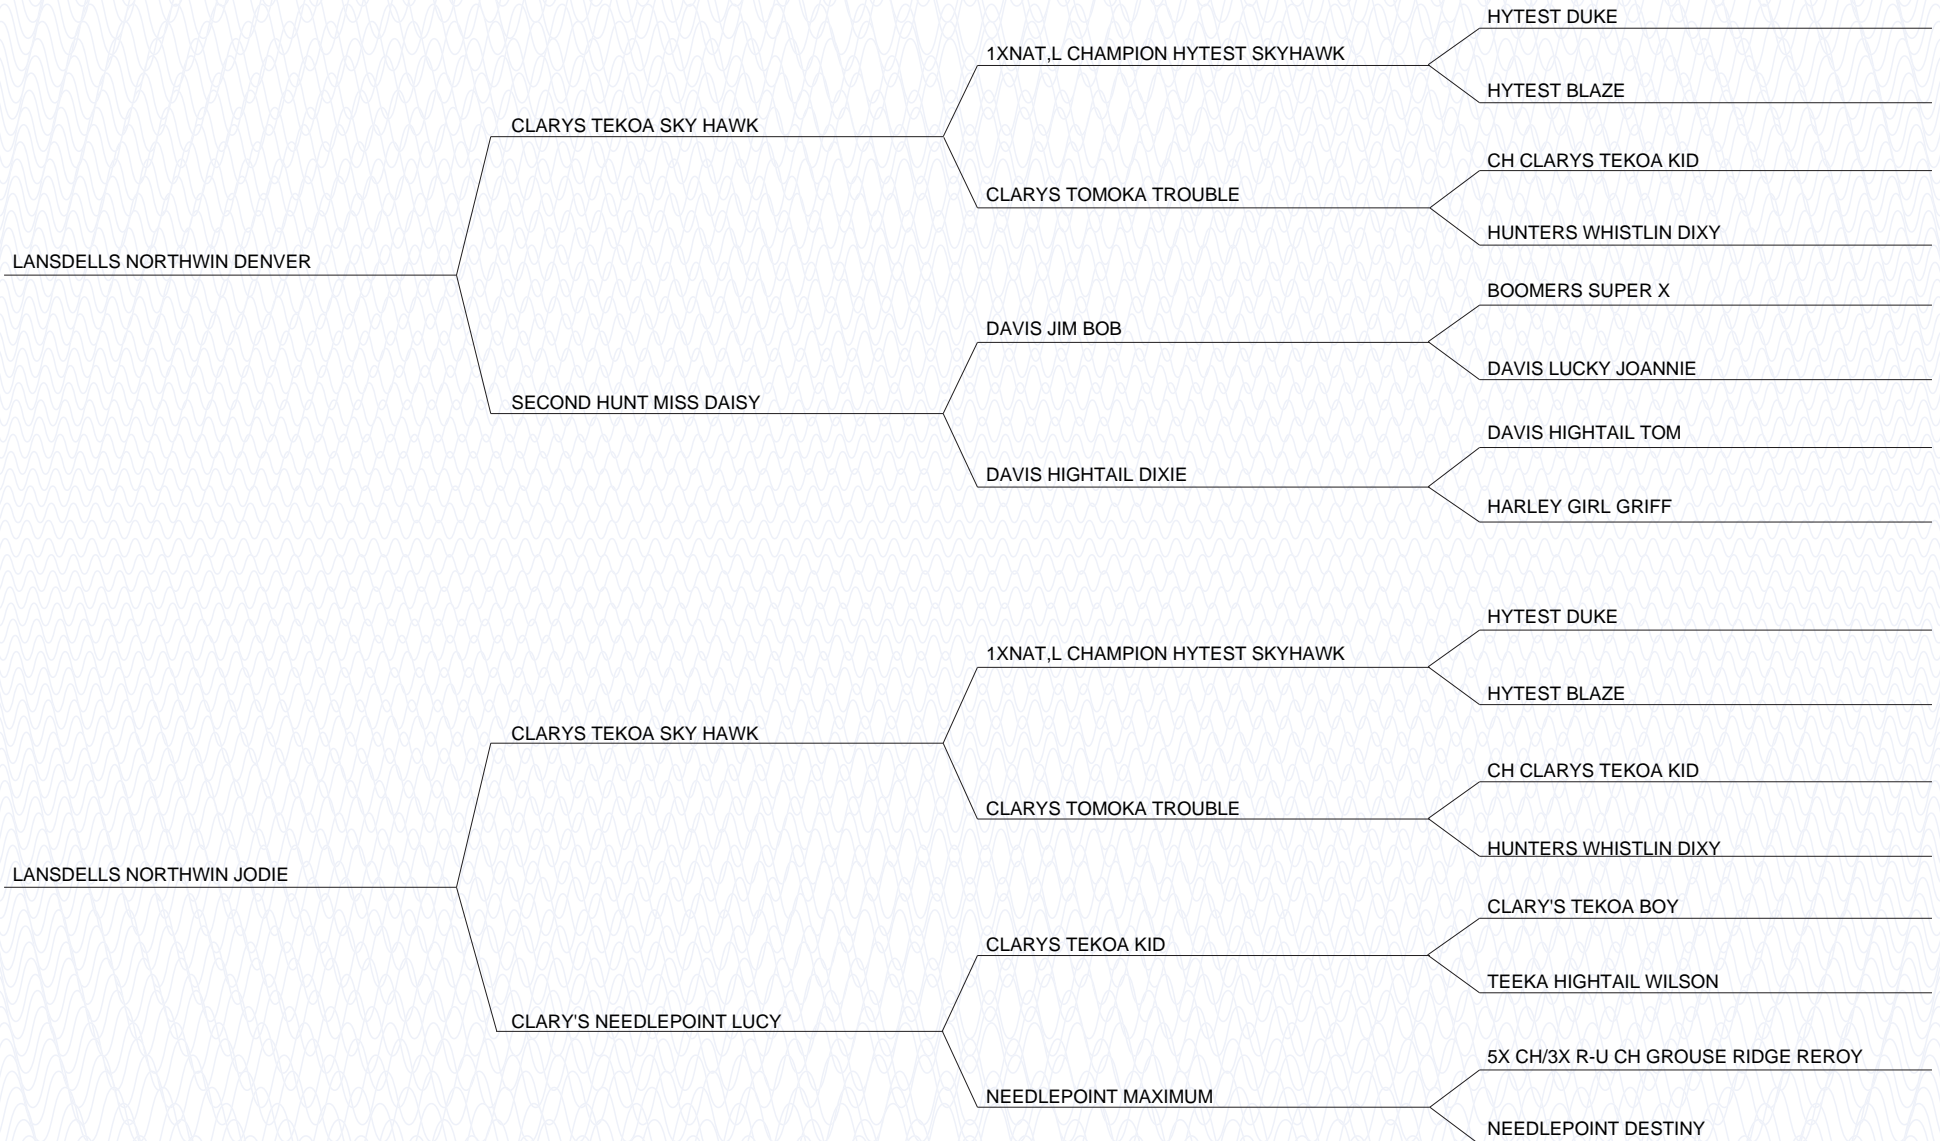 HYTEST DUKE
1XNAT,L CHAMPION HYTEST SKYHAWK
HYTEST BLAZE
CLARYS TEKOA SKY HAWK
CH CLARYS TEKOA KID
CLARYS TOMOKA TROUBLE
HUNTERS WHISTLIN DIXY
LANSDELLS NORTHWIN DENVER
BOOMERS SUPER X
DAVIS JIM BOB
DAVIS LUCKY JOANNIE
SECOND HUNT MISS DAISY
DAVIS HIGHTAIL TOM
DAVIS HIGHTAIL DIXIE
HARLEY GIRL GRIFF
HYTEST DUKE
1XNAT,L CHAMPION HYTEST SKYHAWK
HYTEST BLAZE
CLARYS TEKOA SKY HAWK
CH CLARYS TEKOA KID
CLARYS TOMOKA TROUBLE
HUNTERS WHISTLIN DIXY
LANSDELLS NORTHWIN JODIE
CLARY'S TEKOA BOY
CLARYS TEKOA KID
TEEKA HIGHTAIL WILSON
CLARY'S NEEDLEPOINT LUCY
5X CH/3X R-U CH GROUSE RIDGE REROY
NEEDLEPOINT MAXIMUM
NEEDLEPOINT DESTINY